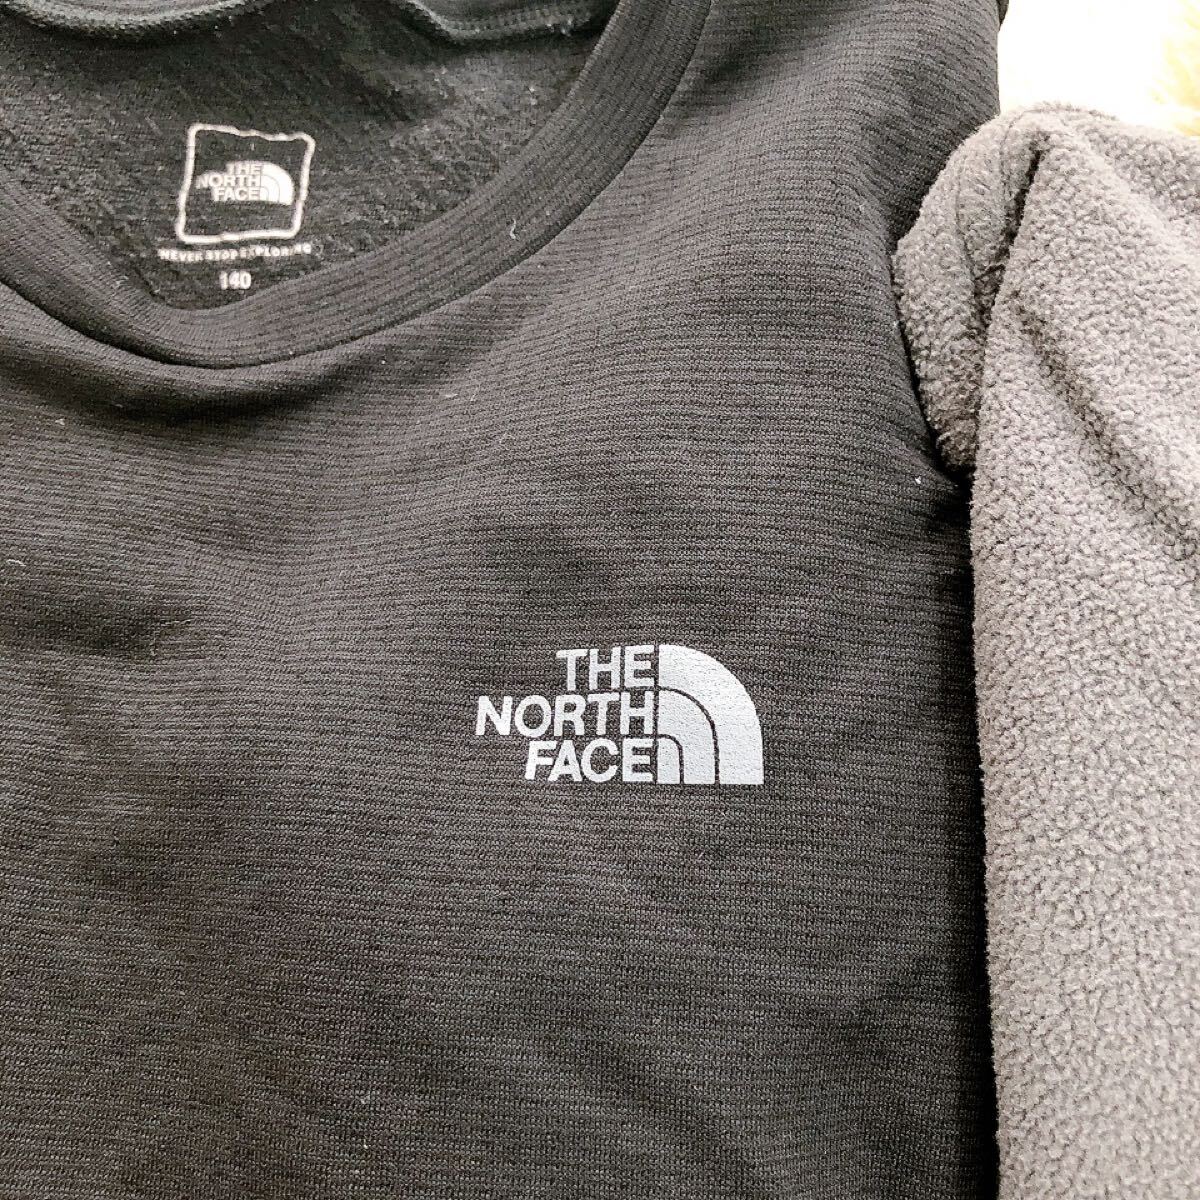 THE
NORTH
FACE
NEVER STOP EXPLORING
140
THE
NORTH
FACE